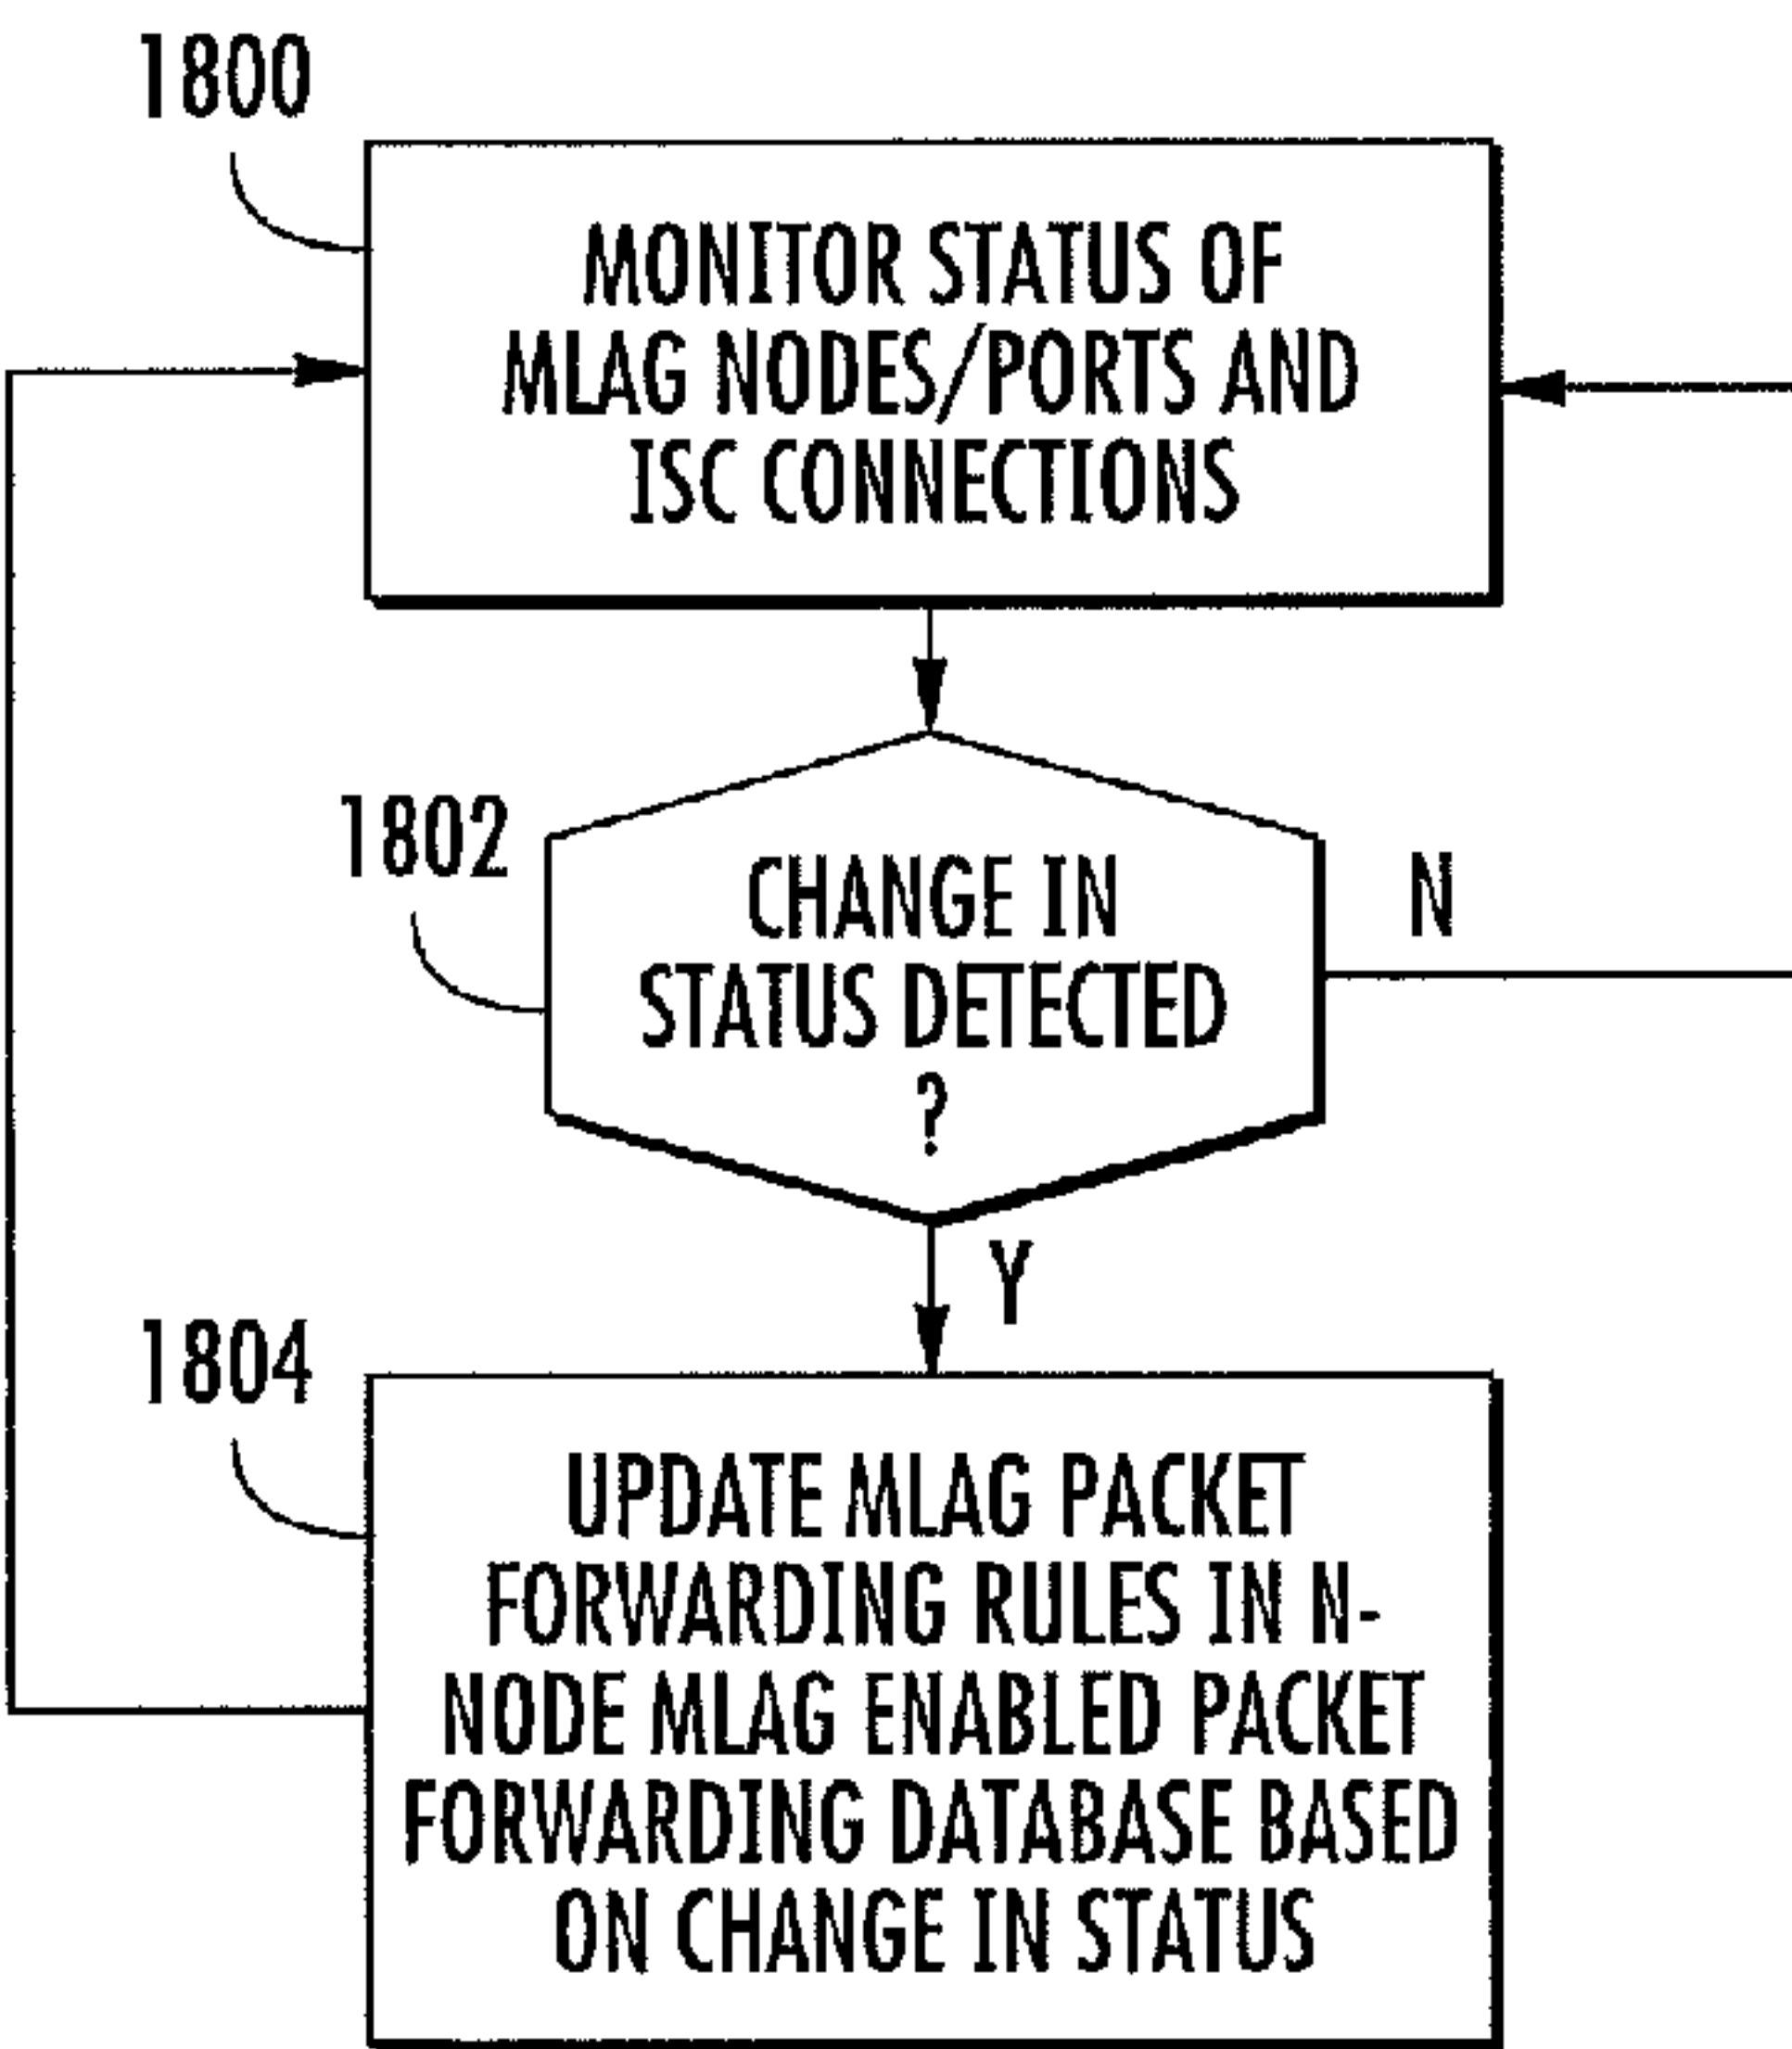 1800
MONITOR STATUS OF
MLAG NODES/PORTS AND
ISC CONNECTIONS
1802
CHANGE IN
STATUS DETECTED
?
N
Y
1804
UPDATE MLAG PACKET
FORWARDING RULES IN N-
NODE MLAG ENABLED PACKET
FORWARDING DATABASE BASED
ON CHANGE IN STATUS